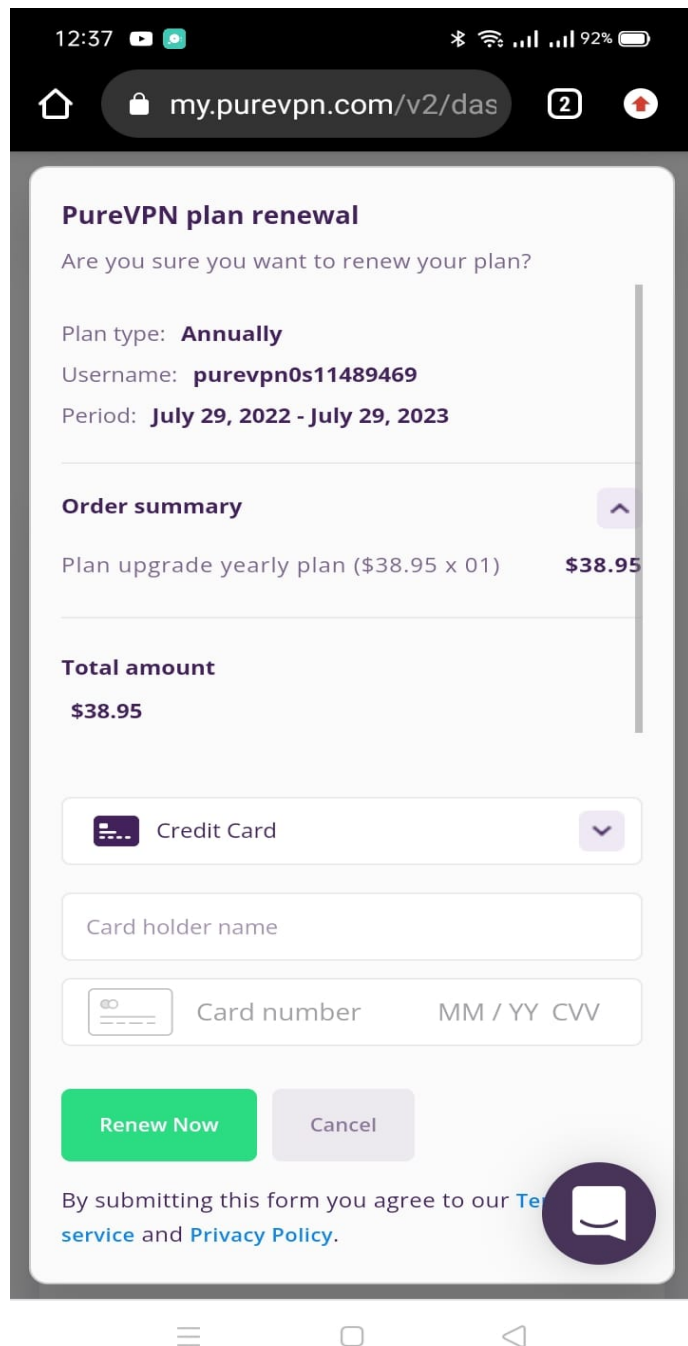 12:37
92%
my.purevpn.com/v2/das
2
PureVPN plan renewal
Are you sure you want to renew your plan?
Plan type: Annually
Username: purevpn0s11489469
Period: July 29, 2022 - July 29, 2023
Order summary
Plan upgrade yearly plan ($38.95 x 01) $38.95
Total amount
$38.95
Credit Card
Card holder name
Card number MM / YY CVV
Renew Now Cancel
By submitting this form you agree to our Te
service and Privacy Policy.